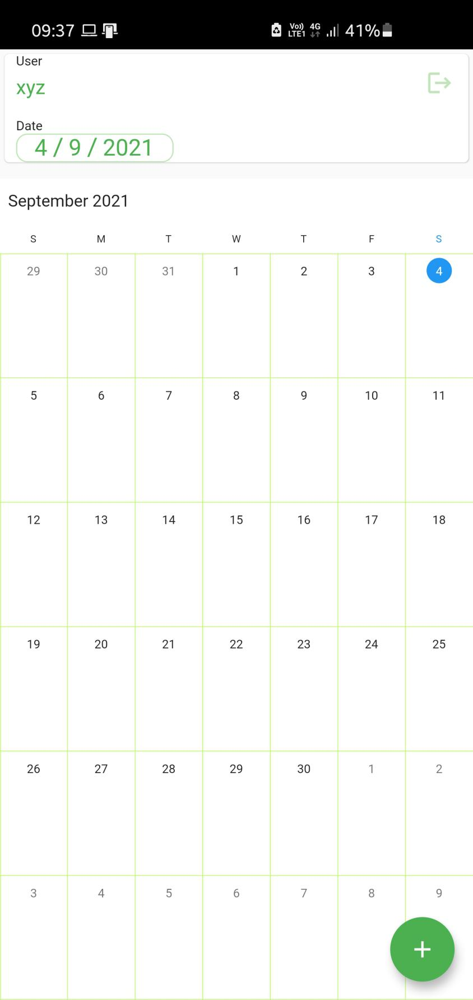 09:37 Vo)) LTE1 4G 41%
User
xyz
Date
4 / 9 / 2021
September 2021
S M T W T F S
29 30 31 1 2 3 4
5 6 7 8 9 10 11
12 13 14 15 16 17 18
19 20 21 22 23 24 25
26 27 28 29 30 1 2
3 4 5 6 7 8 9
+